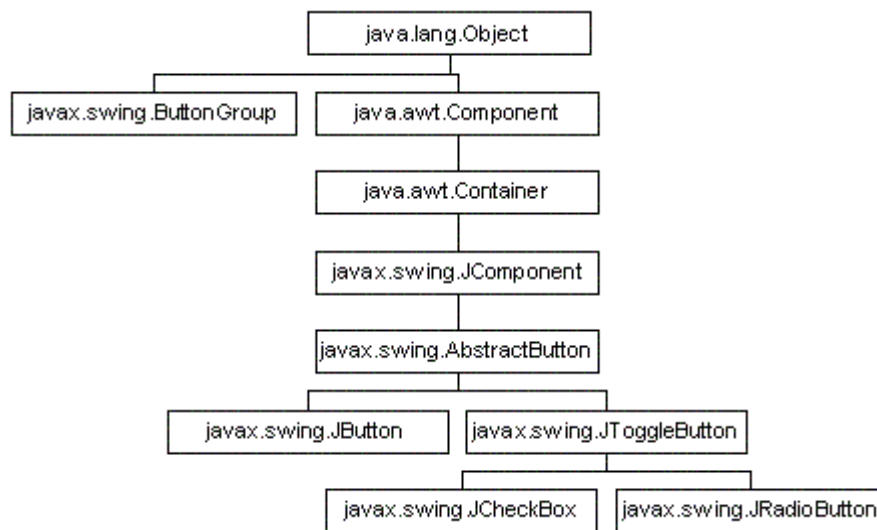 java.lang.Object
javax.swing.ButtonGroup
java.awt.Component
java.awt.Container
javax.swing.JComponent
javax.swing.AbstractButton
javax.swing.JButton
javax.swing.JToggleButton
javax.swing.JCheckBox
javax.swing.JRadioButton